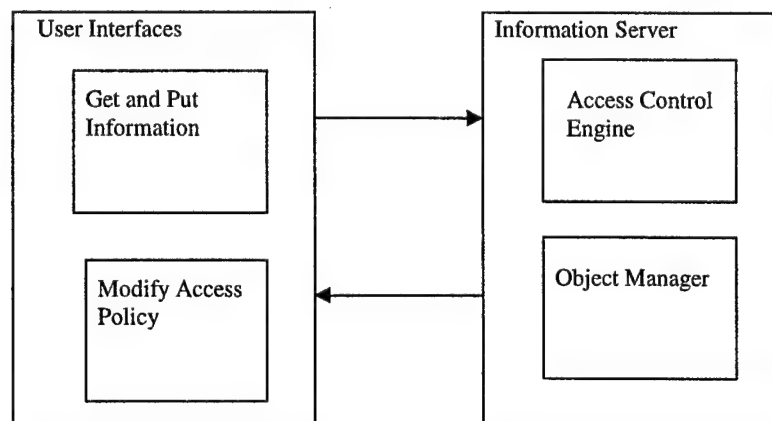 User Interfaces
Get and Put
Information
Modify Access
Policy
Information Server
Access Control
Engine
Object Manager